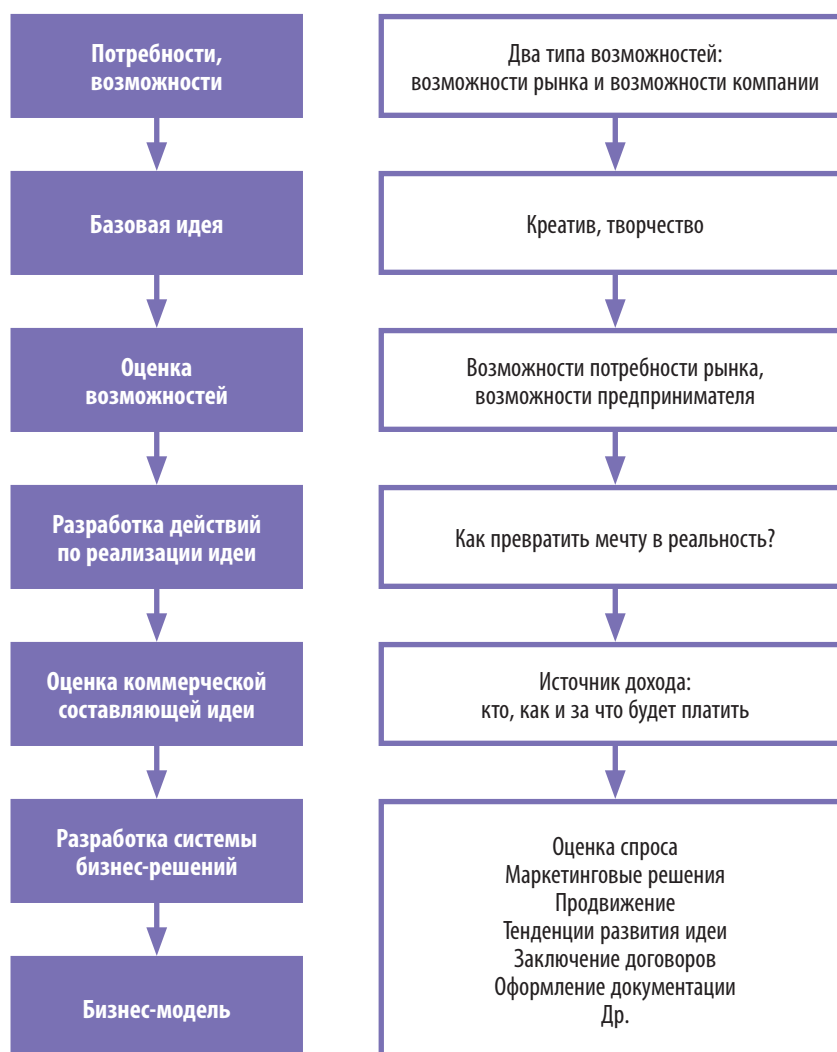 Потребности,
возможности
Два типа возможностей:
возможности рынка и возможности компании
Базовая идея
Креатив, творчество
Оценка
возможностей
Возможности потребности рынка,
возможности предпринимателя
Разработка действий
по реализации идеи
Как превратить мечту в реальность?
Оценка коммерческой
составляющей идеи
Источник дохода:
кто, как и за что будет платить
Разработка системы
бизнес-решений
Бизнес-модель
Оценка спроса
Маркетинговые решения
Продвижение
Тенденции развития идеи
Заключение договоров
Оформление документации
Др.